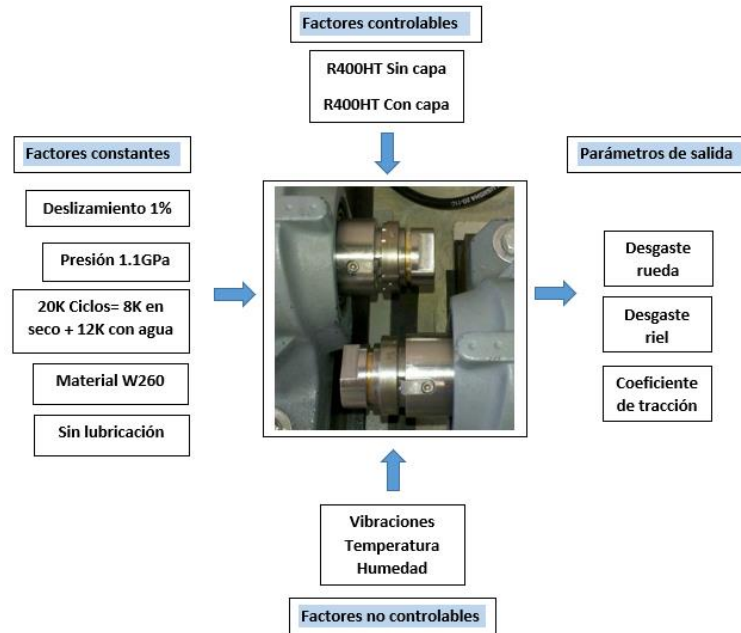 Factores controlables
R400HT Sin capa
R400HT Con capa
Factores constantes
Deslizamiento 1%
Presión 1.1GPa
20K Ciclos= 8K en
seco + 12K con agua
Material W260
Sin lubricación
Parámetros de salida
Desgaste
rueda
Desgaste
riel
Coeficiente
de tracción
Vibraciones
Temperatura
Humedad
Factores no controlables